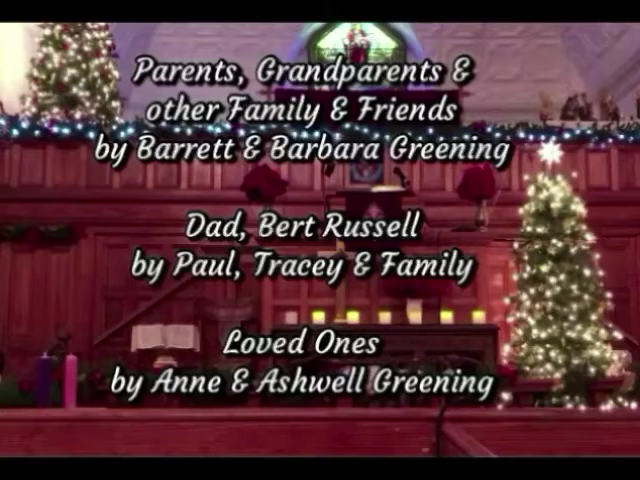 Parents, Grandparents &
other Family & Friends
by Barrett & Barbara Greening
Dad, Bert Russell
by Paul, Tracey & Family
Loved Ones
by Anne & Ashwell Greening